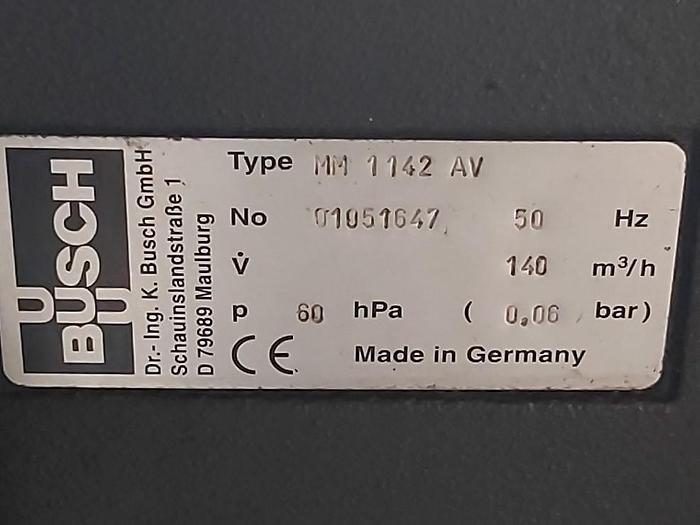 BUSCH
Dr.- Ing. K. Busch GmbH
Schauinslandstraße 1
D 79689 Maulburg
Type MM 1142 AV
No 01051647 50 Hz
V̇ 140 m³/h
p 60 hPa ( 0,06 bar)
CE Made in Germany